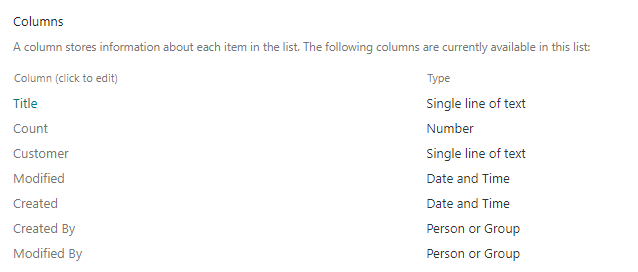 Columns
A column stores information about each item in the list. The following columns are currently available in this list:
Column (click to edit) Type
Title Single line of text
Count Number
Customer Single line of text
Modified Date and Time
Created Date and Time
Created By Person or Group
Modified By Person or Group